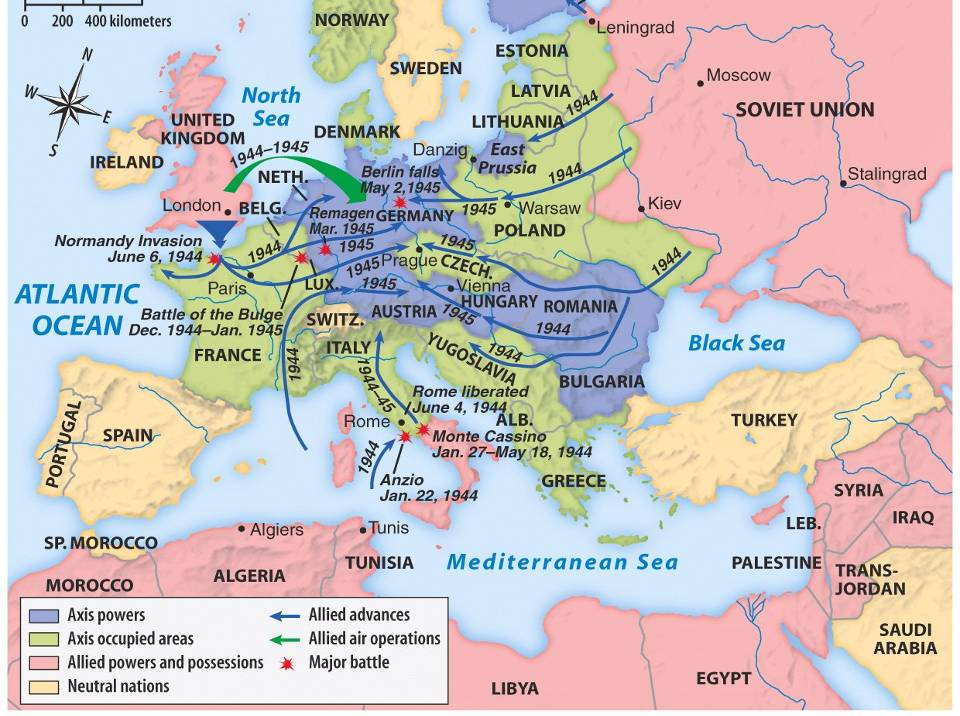 0 200 400 kilometers
N
W
E
S
NORWAY
SWEDEN
ESTONIA
LATVIA
LITHUANIA
1944
Leningrad
Moscow
SOVIET UNION
North
Sea
UNITED
KINGDOM
IRELAND
DENMARK
1944–1945
NETH.
Danzig
East
Prussia
1944
Berlin falls
May 2, 1945
Stalingrad
London
BELG.
Remagen
Mar. 1945
GERMANY
1945
Warsaw
Kiev
POLAND
Normandy Invasion
June 6, 1944
1944
1945
1945
Prague
1945
CZECH.
1944
Paris
LUX.
1945
Vienna
ATLANTIC
OCEAN
Battle of the Bulge
Dec. 1944–Jan. 1945
SWITZ.
AUSTRIA
HUNGARY
1945
ROMANIA
1944
FRANCE
1944
ITALY
YUGOSLAVIA
1944
Black Sea
BULGARIA
1944–45
Rome liberated
June 4, 1944
Rome
ALB.
Monte Cassino
Jan. 27–May 18, 1944
PORTUGAL
SPAIN
TURKEY
1944
Anzio
Jan. 22, 1944
GREECE
SYRIA
LEB.
IRAQ
SP. MOROCCO
Algiers
Tunis
MOROCCO
ALGERIA
TUNISIA
Mediterranean Sea
PALESTINE
TRANS-
JORDAN
SAUDI
ARABIA
LIBYA
EGYPT
Axis powers
Axis occupied areas
Allied powers and possessions
Neutral nations
Allied advances
Allied air operations
Major battle